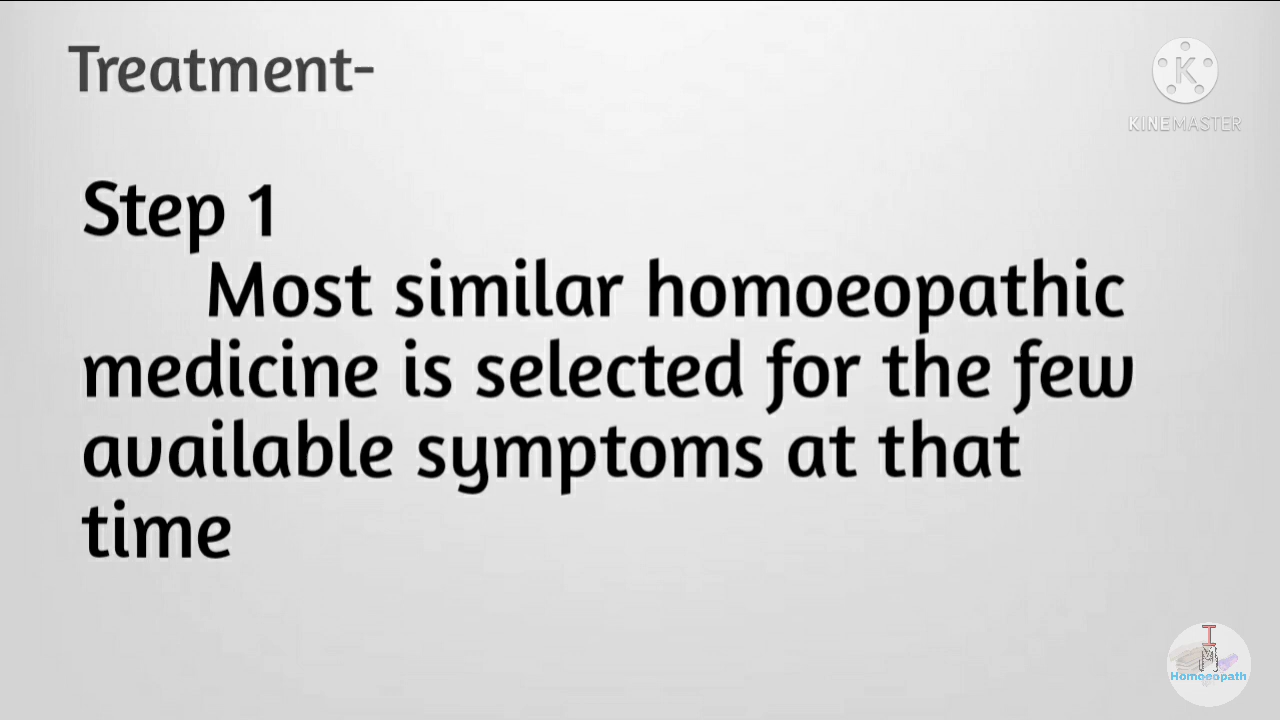 Treatment-
K
KINEMASTER
Step 1
Most similar homoeopathic
medicine is selected for the few
available symptoms at that
time
I
M
Homoeopath